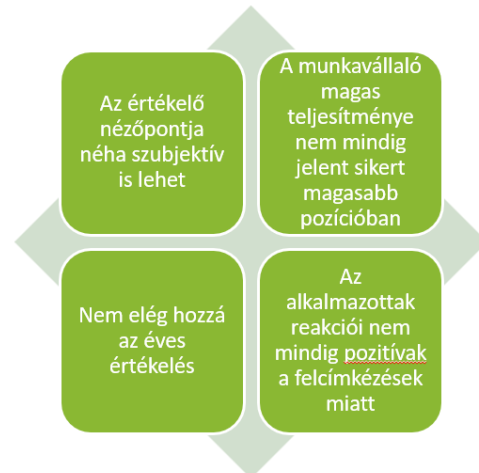 Az értékelő
nézőpontja
néha szubjektív
is lehet
A munkavállaló
magas
teljesítménye
nem mindig
jelent sikert
magasabb
pozícióban
Nem elég hozzá
az éves
értékelés
Az
alkalmazottak
reakciói nem
mindig pozitívak
a felcímkézések
miatt